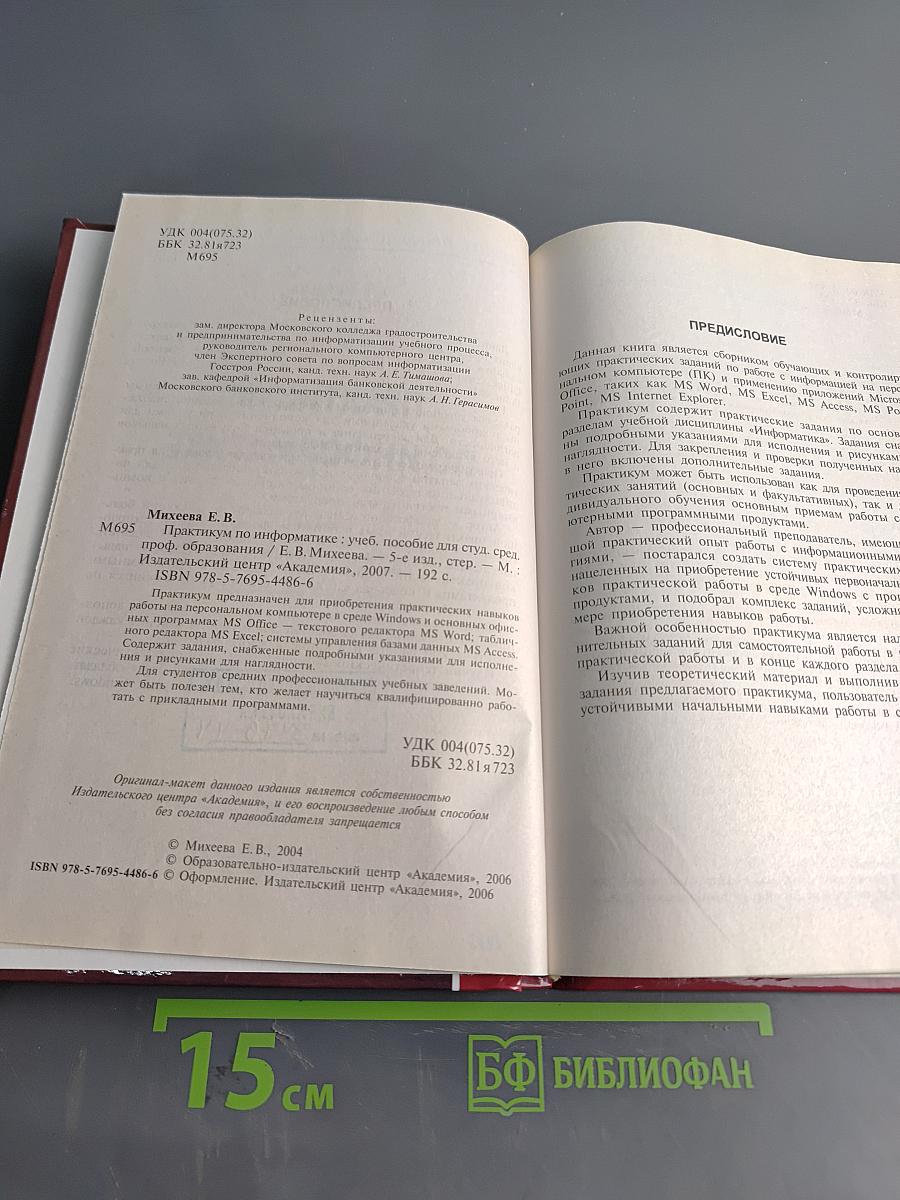 УДК 004(075.32)
ББК 32.81я723
М695
Рецензенты:
зам. директора Московского колледжа градостроительства
и предпринимательства по информатизации учебного процесса,
руководитель регионального компьютерного центра,
член Экспертного совета по вопросам информатизации
Госстроя России, канд. техн. наук А. Е. Тимашова;
зав. кафедрой «Информатизация банковской деятельности»
Московского банковского института, канд. техн. наук А. Н. Герасимов
Михеева Е. В.
М695 Практикум по информатике : учеб. пособие для студ. сред.
проф. образования / Е. В. Михеева. — 5-е изд., стер. — М. :
Издательский центр «Академия», 2007. — 192 с.
ISBN 978-5-7695-4486-6
Практикум предназначен для приобретения практических навыков
работы на персональном компьютере в среде Windows и основных офис-
ных программах MS Office — текстового редактора MS Word; таблич-
ного редактора MS Excel; системы управления базами данных MS Access.
Содержит задания, снабженные подробными указаниями для исполне-
ния и рисунками для наглядности.
Для студентов средних профессиональных учебных заведений. Мо-
жет быть полезен тем, кто желает научиться квалифицированно рабо-
тать с прикладными программами.
УДК 004(075.32)
ББК 32.81я723
Оригинал-макет данного издания является собственностью
Издательского центра «Академия», и его воспроизведение любым способом
без согласия правообладателя запрещается
© Михеева Е. В., 2004
© Образовательно-издательский центр «Академия», 2006
ISBN 978-5-7695-4486-6 © Оформление. Издательский центр «Академия», 2006
ПРЕДИСЛОВИЕ
Данная книга является сборником обучающих и контролиру
ющих практических заданий по работе с информацией на перс
нальном компьютере (ПК) и применению приложений Micros
Office, таких как MS Word, MS Excel, MS Access, MS Po
Point, MS Internet Explorer.
Практикум содержит практические задания по основ
разделам учебной дисциплины «Информатика». Задания сна
ны подробными указаниями для исполнения и рисунками
наглядности. Для закрепления и проверки полученных на
в него включены дополнительные задания.
Практикум может быть использован как для проведени
тических занятий (основных и факультативных), так и
дивидуального обучения основным приемам работы с
ютерными программными продуктами.
Автор — профессиональный преподаватель, имеющ
шой практический опыт работы с информационными
гиями, — постарался создать систему практических
нацеленных на приобретение устойчивых первоначаль
ков практической работы в среде Windows с про
продуктами, и подобрал комплекс заданий, усложня
мере приобретения навыков работы.
Важной особенностью практикума является нал
нительных заданий для самостоятельной работы в
практической работы и в конце каждого раздела
Изучив теоретический материал и выполнив
задания предлагаемого практикума, пользователь
устойчивыми начальными навыками работы в с
15 см
БФ БИБЛИОФАН